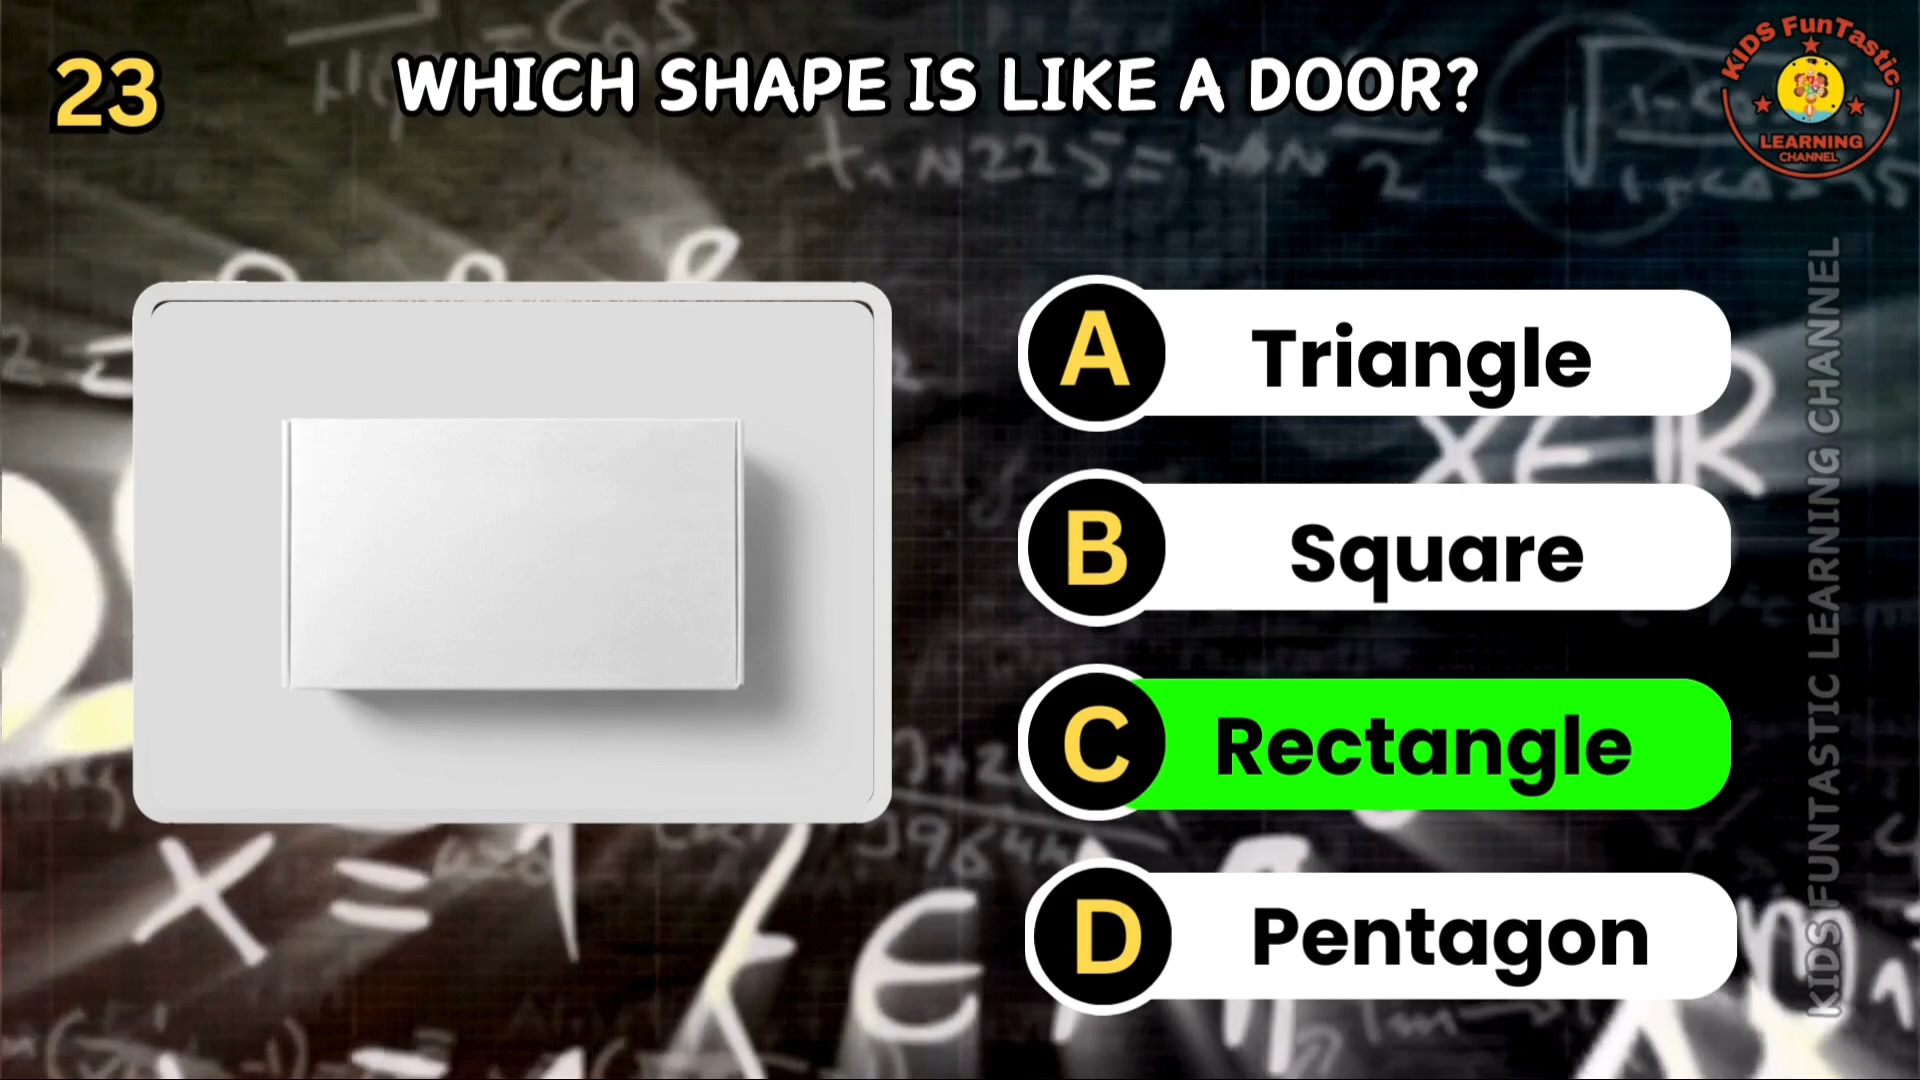 23
WHICH SHAPE IS LIKE A DOOR?
KIDS FunTastic
LEARNING
CHANNEL
A Triangle
B Square
C Rectangle
D Pentagon
KIDS FUNTASTIC LEARNING CHANNEL